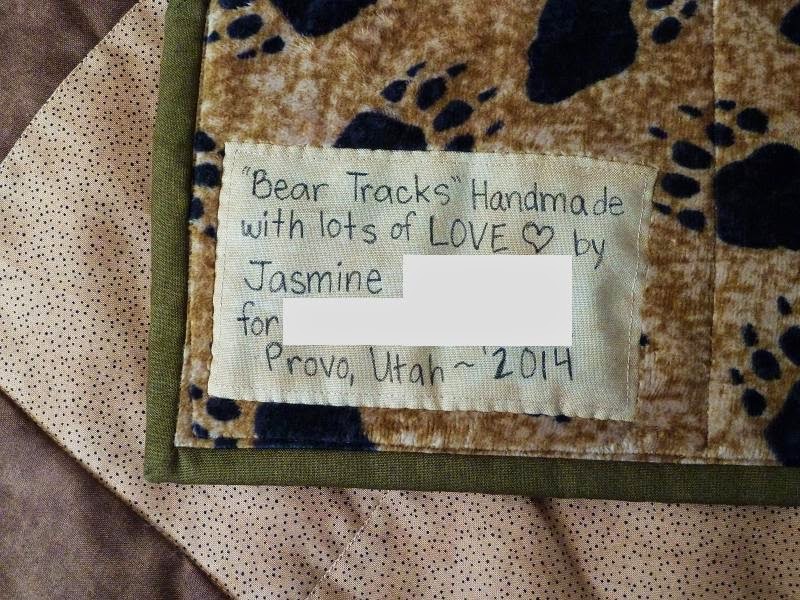 "Bear Tracks" Handmade
with lots of LOVE ♡ by
Jasmine
for
Provo, Utah ~ '2014